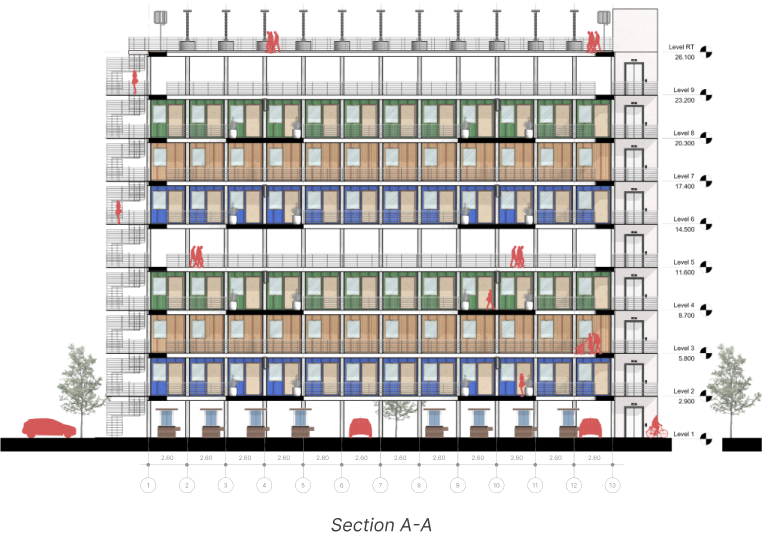 Level RT
26.100
Level 9
23.200
Level 8
20.300
Level 7
17.400
Level 6
14.500
Level 5
11.600
Level 4
8.700
Level 3
5.800
Level 2
2.900
Level 1
2.60 2.60 2.60 2.60 2.60 2.60 2.60 2.60 2.60 2.60 2.60 2.60
1 2 3 4 5 6 7 8 9 10 11 12 13
Section A-A